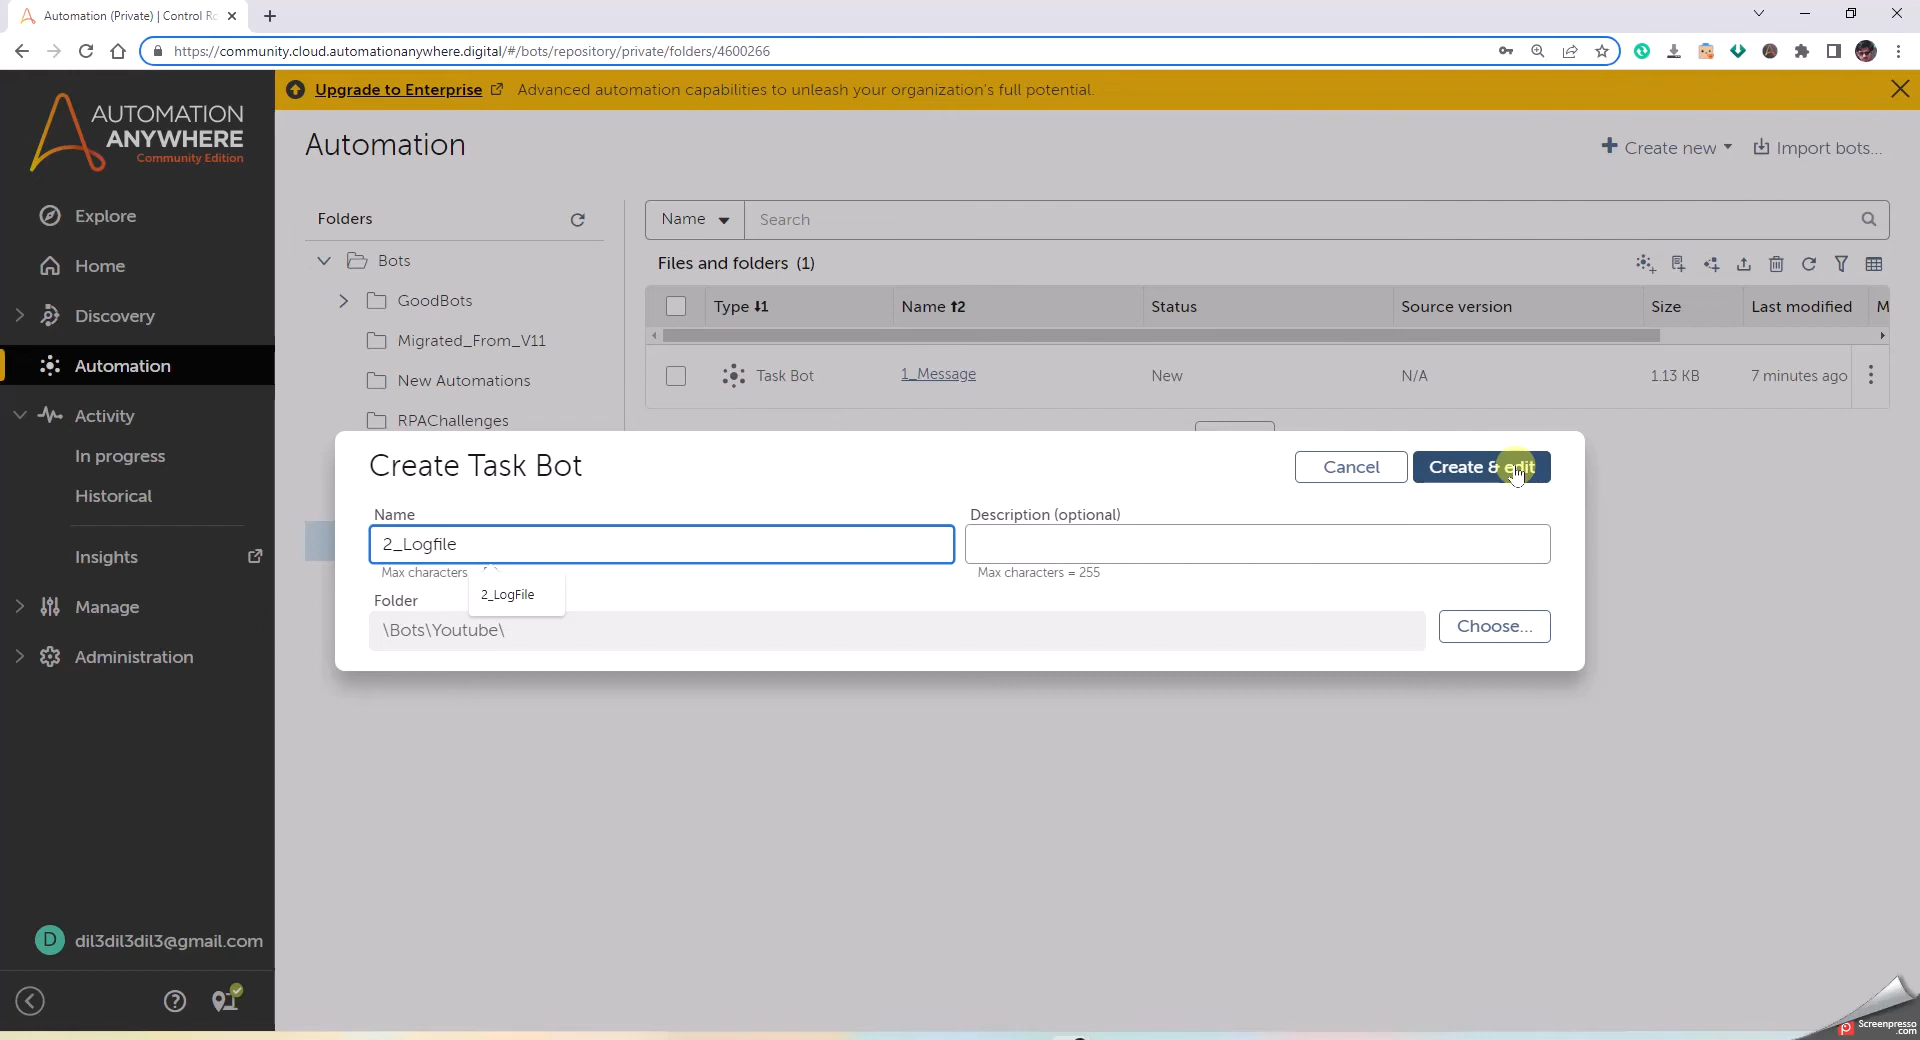 Automation (Private) | Control Ro
https://community.cloud.automationanywhere.digital/#/bots/repository/private/folders/4600266
AUTOMATION
ANYWHERE
Community Edition
Upgrade to Enterprise Advanced automation capabilities to unleash your organization's full potential.
Automation
Create new
Import bots...
Explore
Home
Discovery
Automation
Activity
In progress
Historical
Insights
Manage
Administration
D dil3dil3dil3@gmail.com
Folders
Bots
GoodBots
Migrated_From_V11
New Automations
RPAChallenges
Name Search
Files and folders (1)
Type Name Status Source version Size Last modified M
Task Bot 1_Message New N/A 1.13 KB 7 minutes ago
Create Task Bot
Cancel
Create & edit
Name
2_Logfile
Max characters
2_LogFile
Description (optional)
Max characters = 255
Folder
\Bots\Youtube\
Choose...
Screenpresso
.com